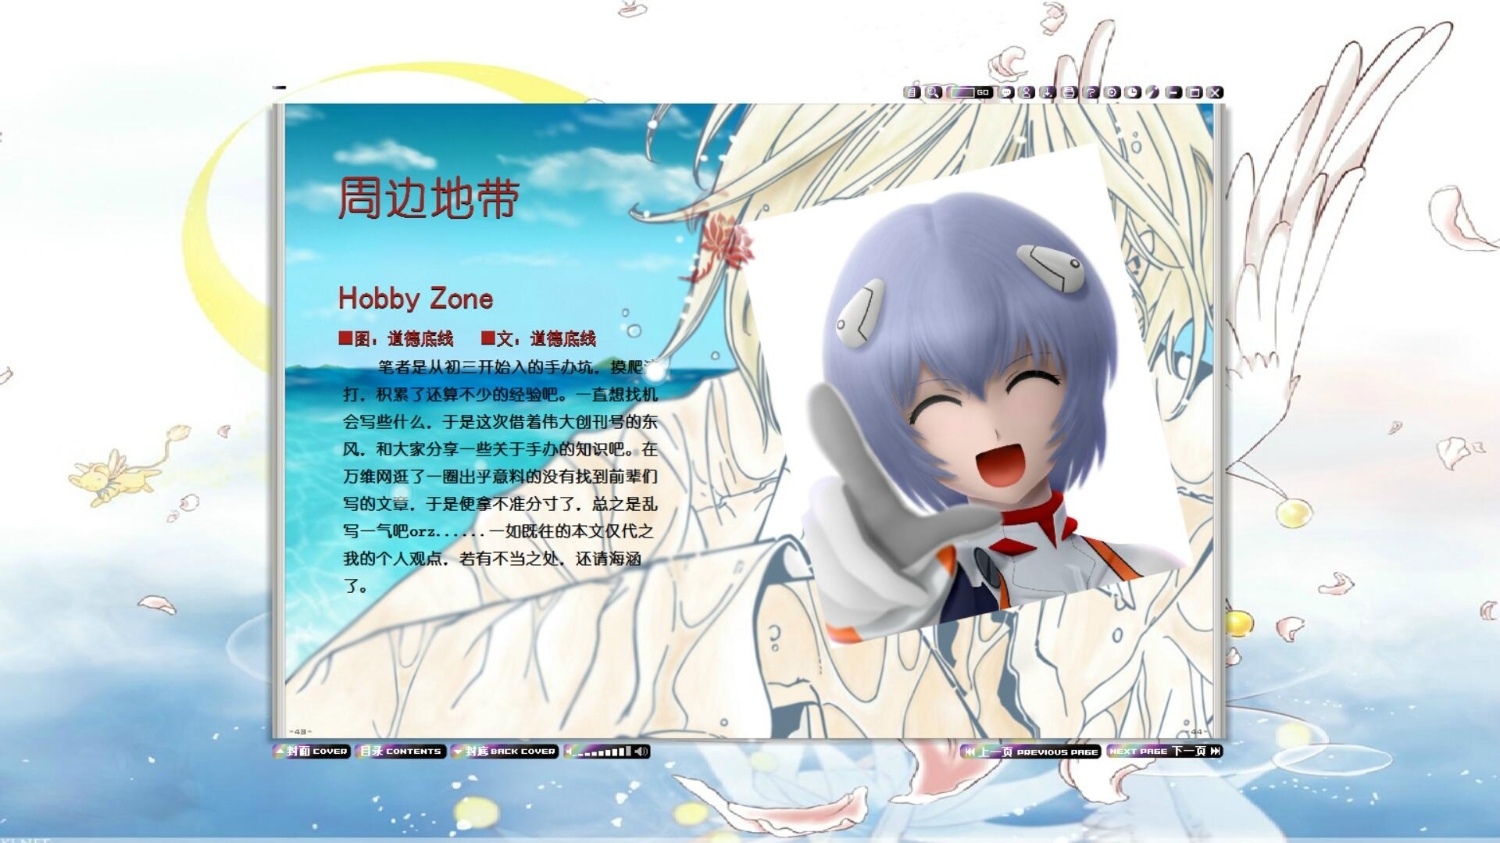 GO
周边地带
Hobby Zone
■图：道德底线 ■文：道德底线
笔者是从初三开始入的手办坑，摸爬
打，积累了还算不少的经验吧。一直想找机
会写些什么，于是这次借着伟大创刊号的东
风，和大家分享一些关于手办的知识吧。在
万维网逛了一圈出乎意料的没有找到前辈们
写的文章，于是便拿不准分寸了，总之是乱
写一气吧orz......一如既往的本文仅代之
我的个人观点，若有不当之处，还请海涵
了。
封面 COVER 目录 CONTENTS 封底 BACK COVER 上一页 PREVIOUS PAGE NEXT PAGE 下一页